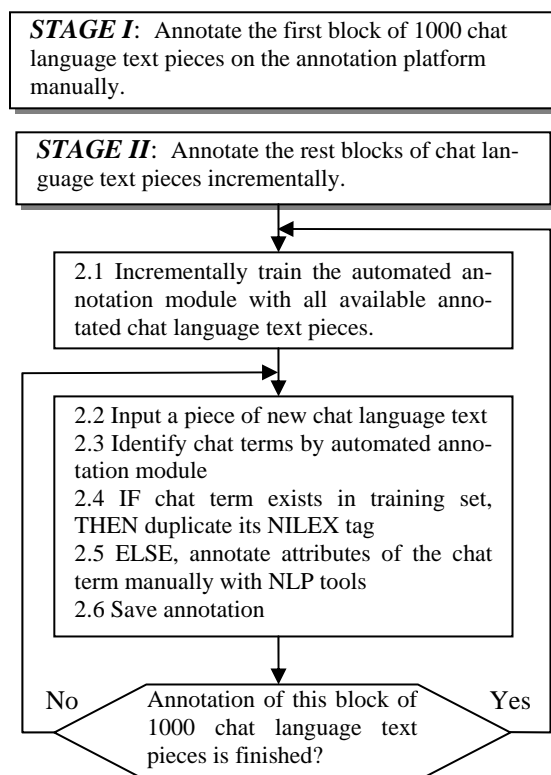 STAGE I: Annotate the first block of 1000 chat
language text pieces on the annotation platform
manually.
STAGE II: Annotate the rest blocks of chat lan-
guage text pieces incrementally.
2.1 Incrementally train the automated an-
notation module with all available anno-
tated chat language text pieces.
2.2 Input a piece of new chat language text
2.3 Identify chat terms by automated anno-
tation module
2.4 IF chat term exists in training set,
THEN duplicate its NILEX tag
2.5 ELSE, annotate attributes of the chat
term manually with NLP tools
2.6 Save annotation
No
Annotation of this block of
1000 chat language text
pieces is finished?
Yes